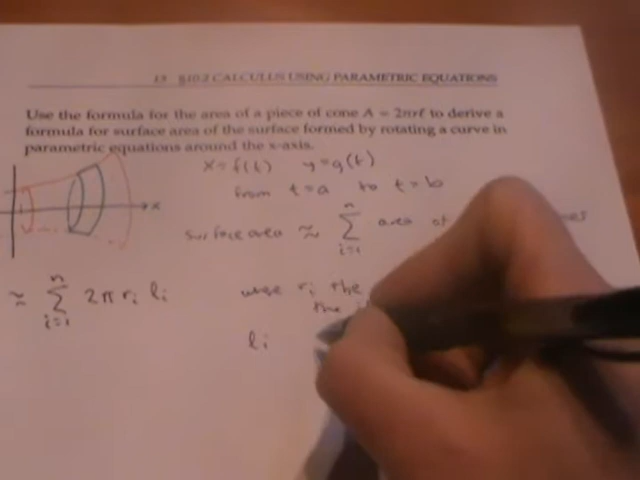 13 §10.2 CALCULUS USING PARAMETRIC EQUATIONS
Use the formula for the area of a piece of cone A = 2πrℓ to derive a
formula for surface area of the surface formed by rotating a curve in
parametric equations around the x-axis.
x = f(t) y = g(t)
from t = a to t = b
x
surface area ≈ n Σ i=1 area of
≈ n Σ i=1 2π ri li where ri the
the
li